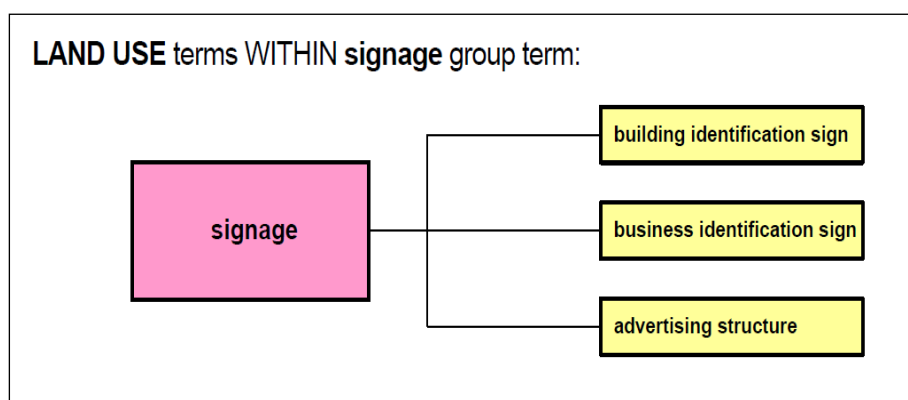 LAND USE terms WITHIN signage group term:
building identification sign
signage
business identification sign
advertising structure